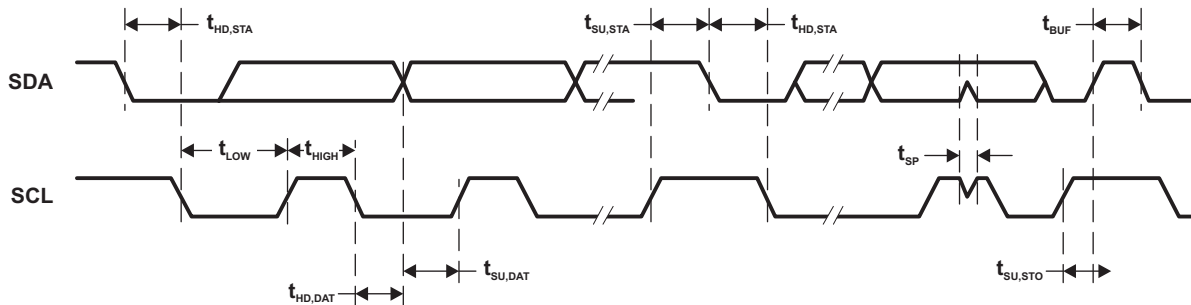 tHD,STA tSU,STA tHD,STA tBUF
SDA
tLOW tHIGH tSP
SCL
tHD,DAT tSU,DAT tSU,STO